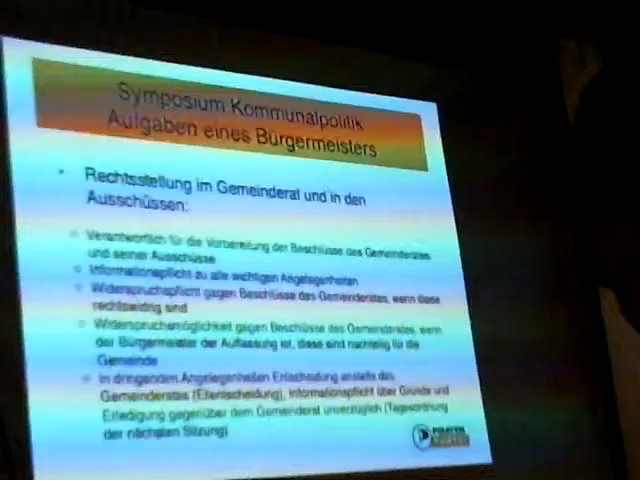 Symposium Kommunalpolitik
Aufgaben eines Bürgermeisters
• Rechtsstellung im Gemeinderat und in den
Ausschüssen:
Verantwortlich für die Vorbereitung der Beschlüsse des Gemeinderates
und seiner Ausschüsse
Informationspflicht zu alle wichtigen Angelegenheiten
Widerspruchspflicht gegen Beschlüsse des Gemeinderates, wenn diese
rechtswidrig sind
Widerspruchsmöglichkeit gegen Beschlüsse des Gemeinderates, wenn
der Bürgermeister der Auffassung ist, diese sind nachteilig für die
Gemeinde
In dringenden Angelegenheiten Entscheidung anstelle des
Gemeinderates (Eilentscheidung), Informationspflicht über Grunds und
Erledigung gegenüber dem Gemeinderat unverzüglich (Tagesordnung
der nächsten Sitzung)
PIRATEN